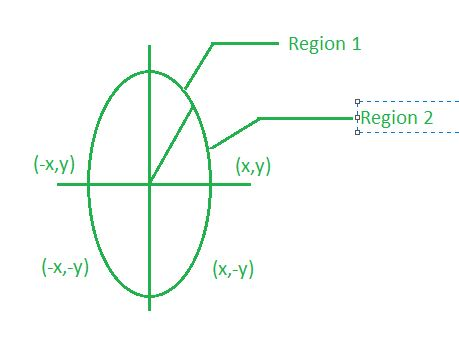 Region 1
Region 2
(-x,y)
(x,y)
(-x,-y)
(x,-y)